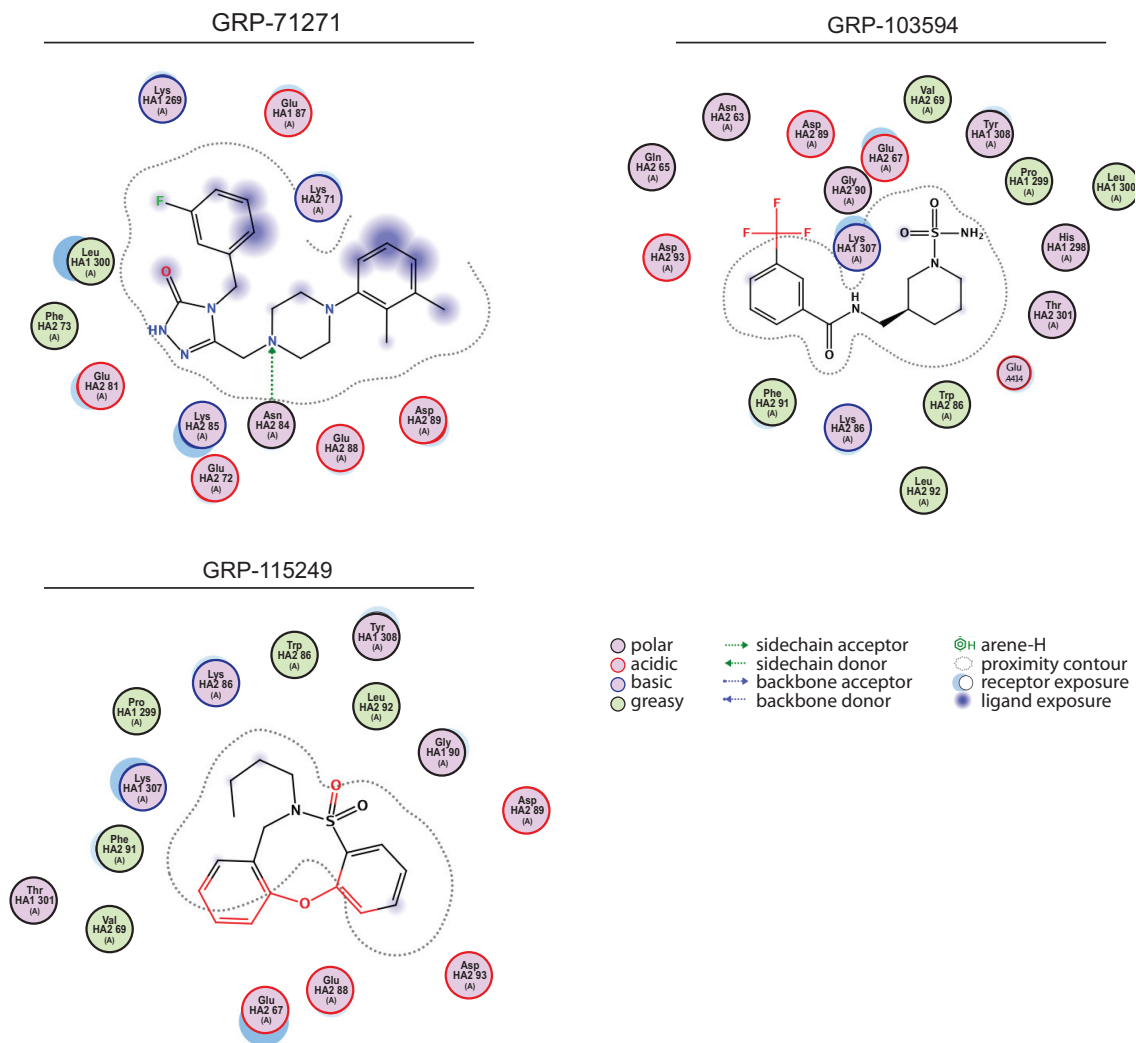 GRP-71271
Lys
HA1 269
(A)
Glu
HA1 87
(A)
Lys
HA2 71
(A)
Leu
HA1 300
(A)
Phe
HA2 73
(A)
Glu
HA2 81
(A)
Lys
HA2 85
(A)
Glu
HA2 72
(A)
Asn
HA2 84
(A)
Glu
HA2 88
(A)
Asp
HA2 89
(A)
F
O
N
HN
N
N
N
GRP-103594
Asn
HA2 63
(A)
Gln
HA2 65
(A)
Asp
HA2 89
(A)
Glu
HA2 67
(A)
Val
HA2 69
(A)
Tyr
HA1 308
(A)
Gly
HA2 90
(A)
Pro
HA1 299
(A)
Leu
HA1 300
(A)
Asp
HA2 93
(A)
Lys
HA1 307
(A)
His
HA1 298
(A)
Thr
HA2 301
(A)
Glu
A414
Phe
HA2 91
(A)
Lys
HA2 86
(A)
Trp
HA2 86
(A)
Leu
HA2 92
(A)
F
F F
O
O S NH₂
N
H
N
O
GRP-115249
Tyr
HA1 308
(A)
Trp
HA2 86
(A)
Lys
HA2 86
(A)
Leu
HA2 92
(A)
Pro
HA1 299
(A)
Gly
HA1 90
(A)
Lys
HA1 307
(A)
Asp
HA2 89
(A)
Phe
HA2 91
(A)
Thr
HA1 301
(A)
Val
HA2 69
(A)
Asp
HA2 93
(A)
Glu
HA2 88
(A)
Glu
HA2 67
(A)
O
N O
S
O
polar
acidic
basic
greasy
sidechain acceptor
sidechain donor
backbone acceptor
backbone donor
H arene-H
proximity contour
receptor exposure
ligand exposure